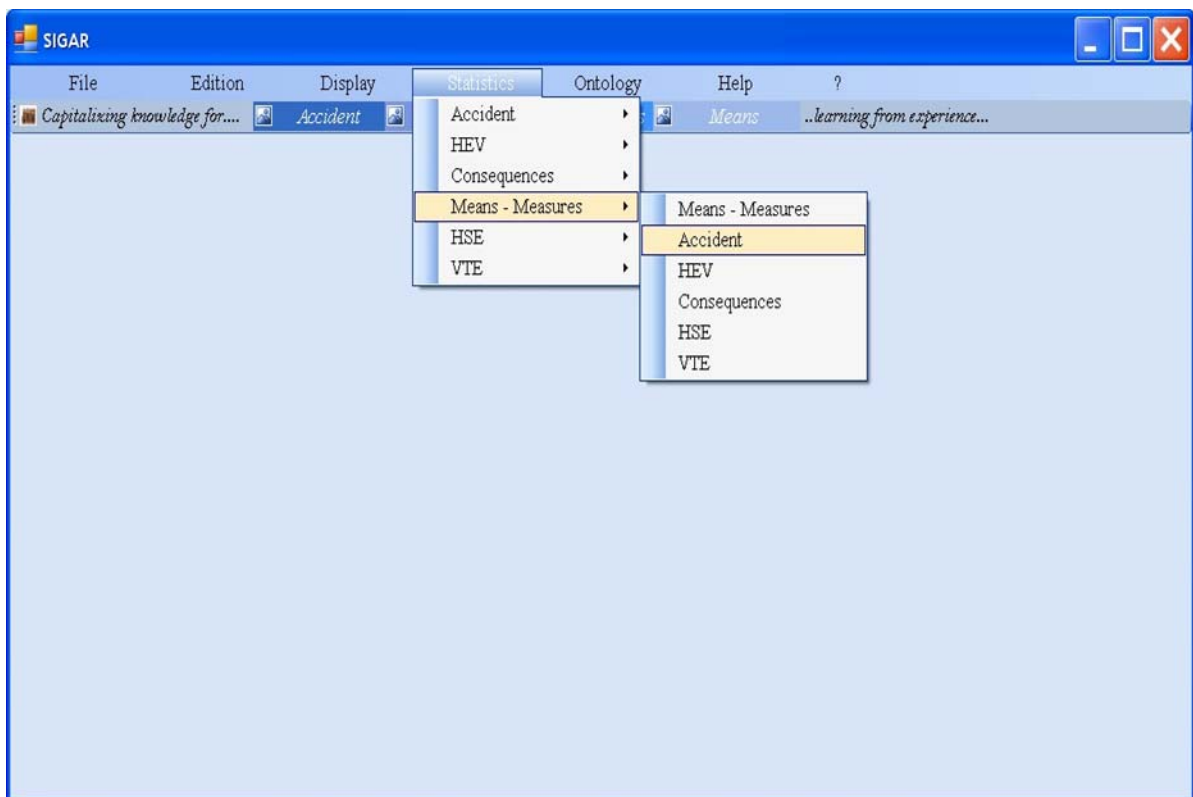 SIGAR
File Edition Display Statistics Ontology Help ?
Capitalizing knowledge for.... Accident Means ..learning from experience...
Accident
HEV
Consequences
Means - Measures
HSE
VTE
Means - Measures
Accident
HEV
Consequences
HSE
VTE